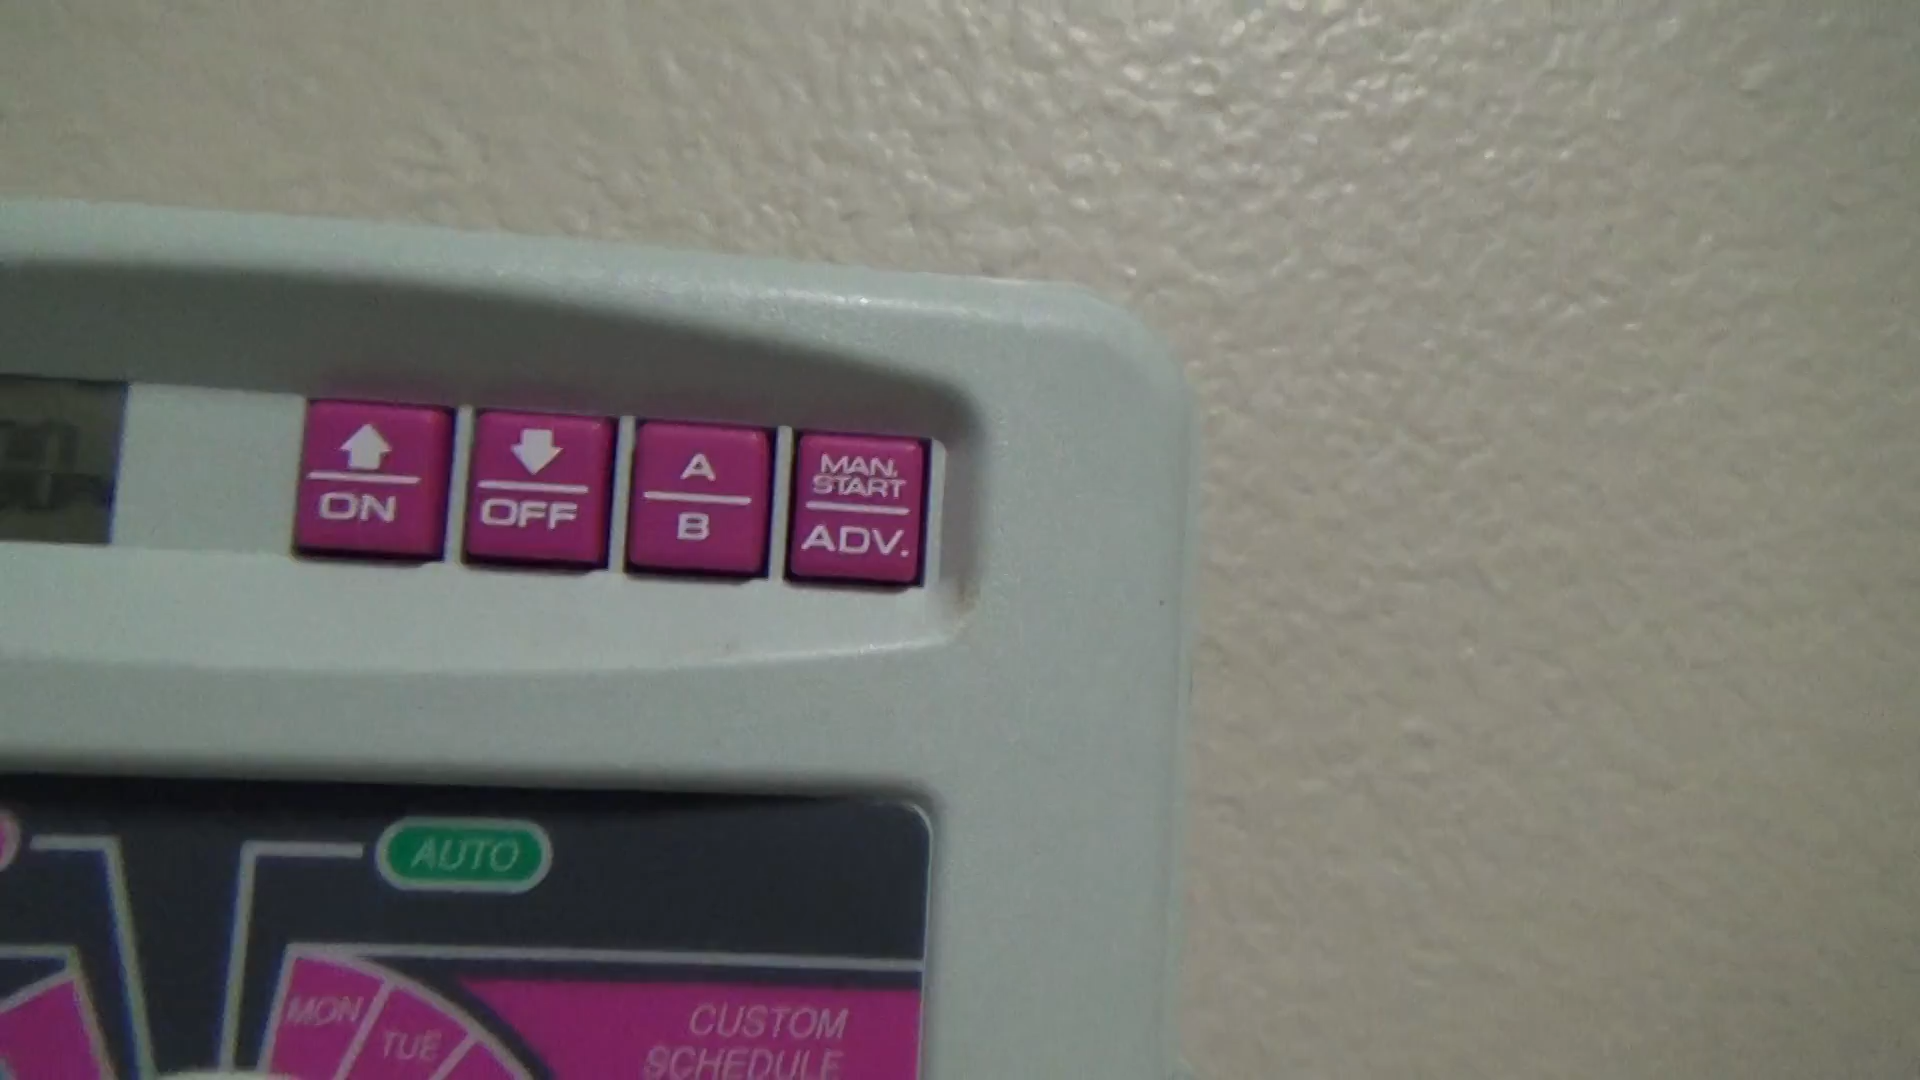 ON
OFF
A
B
MAN.
START
ADV.
AUTO
MON
TUE
CUSTOM
SCHEDULE